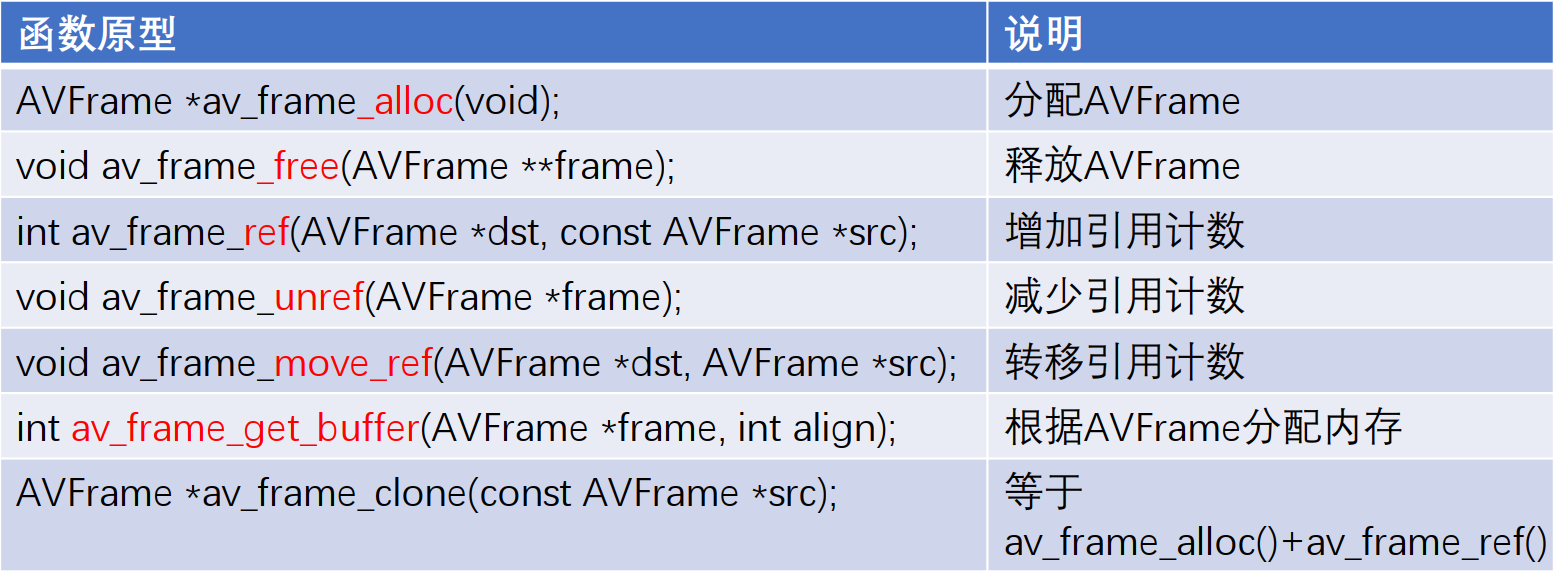 函数原型 说明
AVFrame *av_frame_alloc(void); 分配AVFrame
void av_frame_free(AVFrame **frame); 释放AVFrame
int av_frame_ref(AVFrame *dst, const AVFrame *src); 增加引用计数
void av_frame_unref(AVFrame *frame); 减少引用计数
void av_frame_move_ref(AVFrame *dst, AVFrame *src); 转移引用计数
int av_frame_get_buffer(AVFrame *frame, int align); 根据AVFrame分配内存
AVFrame *av_frame_clone(const AVFrame *src); 等于
av_frame_alloc()+av_frame_ref()